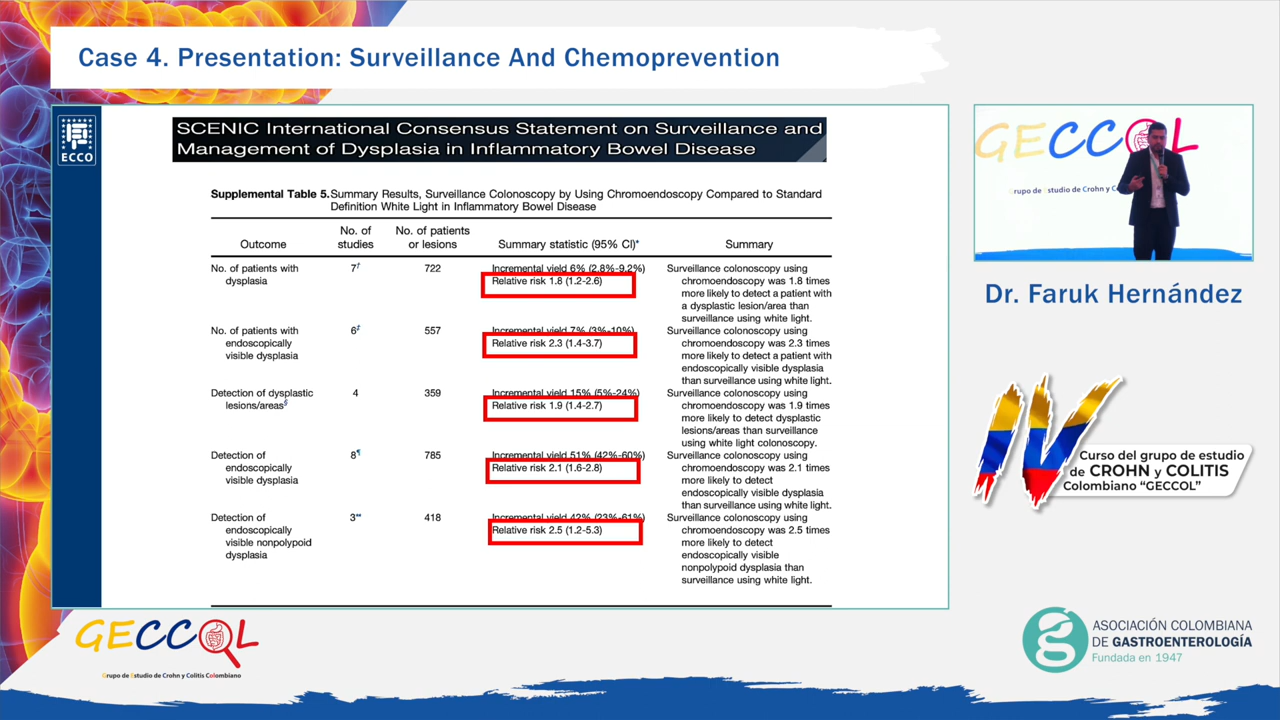 Case 4. Presentation: Surveillance And Chemoprevention
ECCO
SCENIC International Consensus Statement on Surveillance and
Management of Dysplasia in Inflammatory Bowel Disease
Supplemental Table 5. Summary Results, Surveillance Colonoscopy by Using Chromoendoscopy Compared to Standard
Definition White Light in Inflammatory Bowel Disease
Outcome
No. of
studies
No. of patients
or lesions
Summary statistic (95% CI)*
Summary
No. of patients with
dysplasia
7†
722
Incremental yield 6% (2.8%-9.2%)
Relative risk 1.8 (1.2-2.6)
Surveillance colonoscopy using
chromoendoscopy was 1.8 times
more likely to detect a patient with
a dysplastic lesion/area than
surveillance using white light.
No. of patients with
endoscopically
visible dysplasia
6‡
557
Incremental yield 7% (3%-10%)
Relative risk 2.3 (1.4-3.7)
Surveillance colonoscopy using
chromoendoscopy was 2.3 times
more likely to detect a patient with
endoscopically visible dysplasia
than surveillance using white light.
Detection of dysplastic
lesions/areas§
4
359
Incremental yield 15% (5%-24%)
Relative risk 1.9 (1.4-2.7)
Surveillance colonoscopy using
chromoendoscopy was 1.9 times
more likely to detect dysplastic
lesions/areas than surveillance
using white light colonoscopy.
Detection of
endoscopically
visible dysplasia
8¶
785
Incremental yield 51% (42%-60%)
Relative risk 2.1 (1.6-2.8)
Surveillance colonoscopy using
chromoendoscopy was 2.1 times
more likely to detect
endoscopically visible dysplasia
than surveillance using white light.
Detection of
endoscopically
visible nonpolypoid
dysplasia
3**
418
Incremental yield 42% (23%-61%)
Relative risk 2.5 (1.2-5.3)
Surveillance colonoscopy using
chromoendoscopy was 2.5 times
more likely to detect
endoscopically visible
nonpolypoid dysplasia than
surveillance using white light.
GECCOL
Grupo de Estudio de Crohn y C
Dr. Faruk Hernández
IV
Curso del grupo de estudio
de CROHN y COLITIS
Colombiano "GECCOL"
GECCOL
Grupo de Estudio de Crohn y Colitis Colombiano
ASOCIACIÓN COLOMBIANA
DE GASTROENTEROLOGÍA
Fundada en 1947